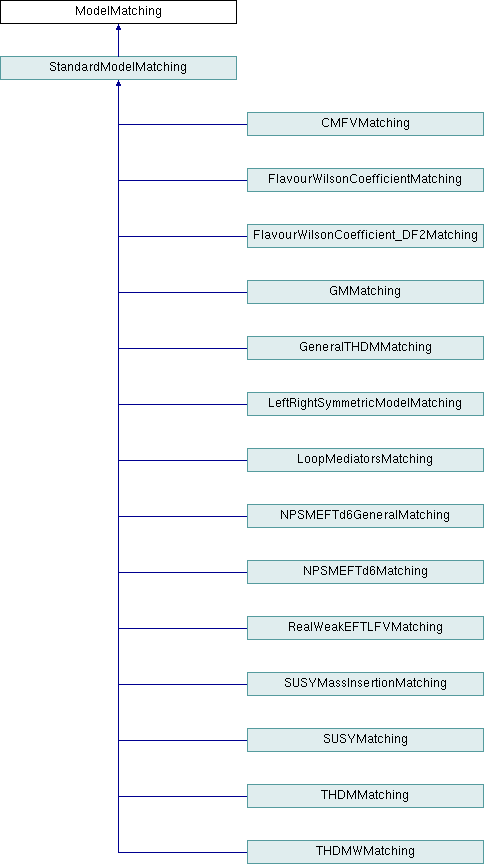 ModelMatching
StandardModelMatching
CMFVMatching
FlavourWilsonCoefficientMatching
FlavourWilsonCoefficient_DF2Matching
GMMatching
GeneralTHDMMatching
LeftRightSymmetricModelMatching
LoopMediatorsMatching
NPSMEFTd6GeneralMatching
NPSMEFTd6Matching
RealWeakEFTLFVMatching
SUSYMassInsertionMatching
SUSYMatching
THDMMatching
THDMWMatching